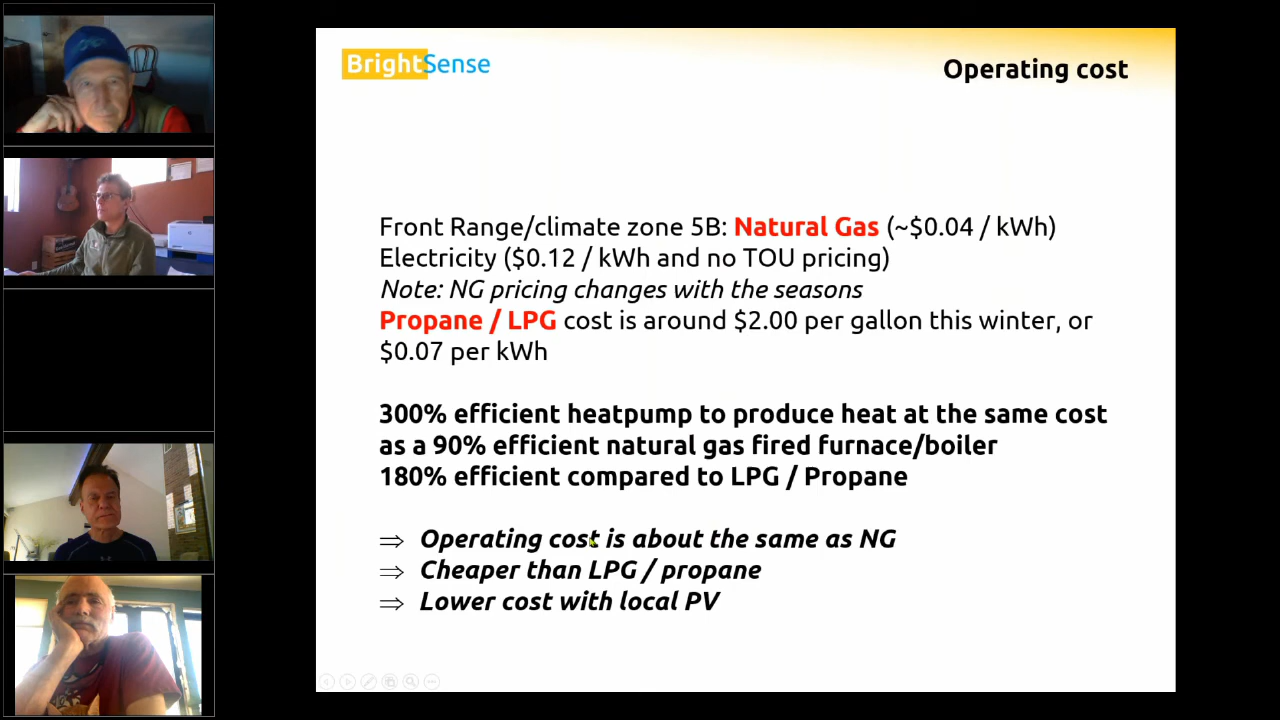 BrightSense
Operating cost
Front Range/climate zone 5B: Natural Gas (~$0.04 / kWh)
Electricity ($0.12 / kWh and no TOU pricing)
Note: NG pricing changes with the seasons
Propane / LPG cost is around $2.00 per gallon this winter, or
$0.07 per kWh
300% efficient heatpump to produce heat at the same cost
as a 90% efficient natural gas fired furnace/boiler
180% efficient compared to LPG / Propane
⇒ Operating cost is about the same as NG
⇒ Cheaper than LPG / propane
⇒ Lower cost with local PV